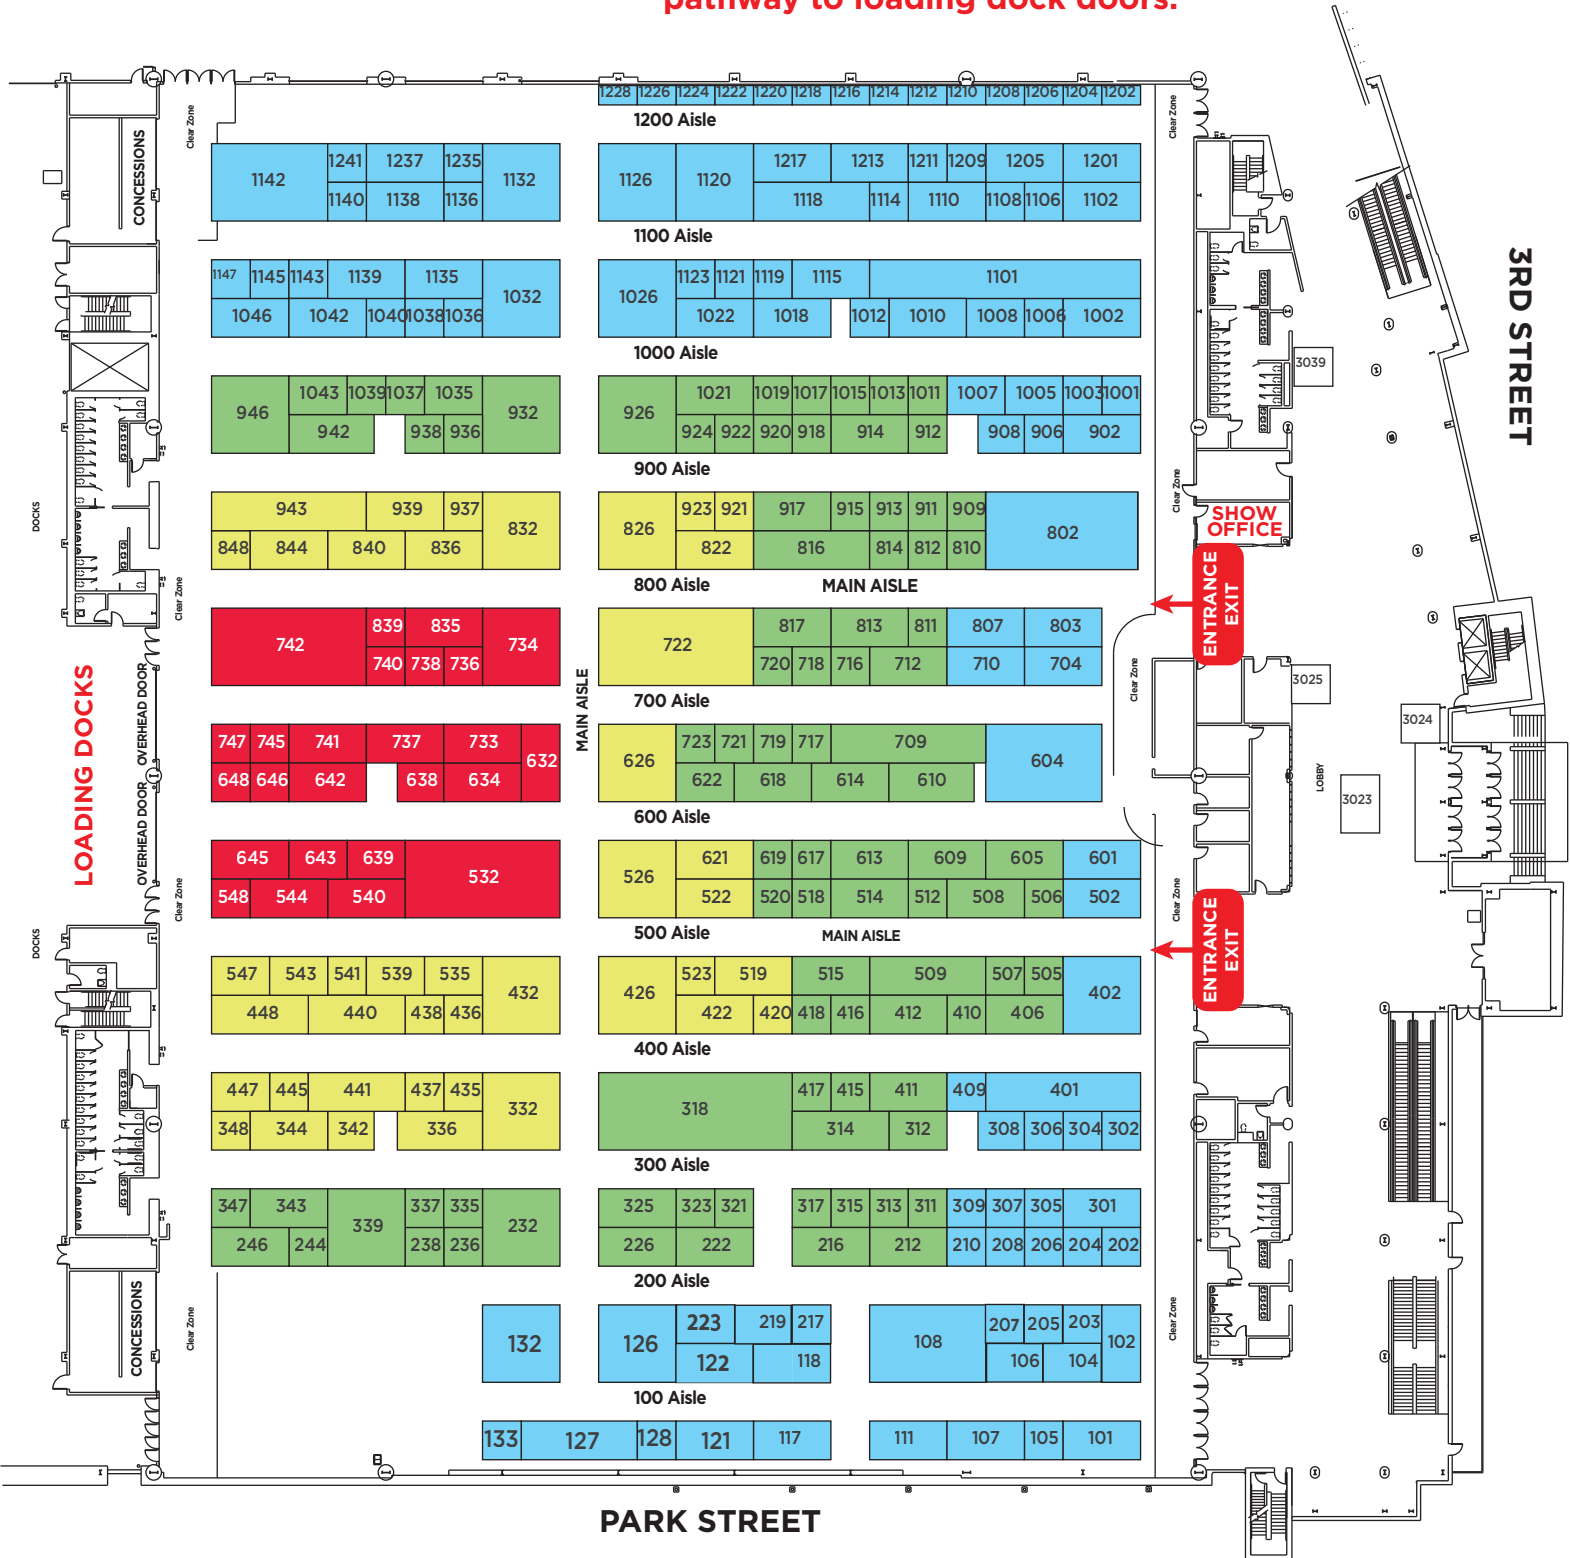 pathway to loading dock doors.
1228 1226 1224 1222 1220 1218 1216 1214 1212 1210 1208 1206 1204 1202
1200 Aisle
Clear Zone
Clear Zone
CONCESSIONS
1142 1241 1237 1235 1132 1126 1120 1217 1213 1211 1209 1205 1201
1140 1138 1136 1118 1114 1110 1108 1106 1102
1100 Aisle
1147 1145 1143 1139 1135 1032 1026 1123 1121 1119 1115 1101
1046 1042 1040 1038 1036 1022 1018 1012 1010 1008 1006 1002
1000 Aisle
3RD STREET
3039
946 1043 1039 1037 1035 932 926 1021 1019 1017 1015 1013 1011 1007 1005 1003 1001
942 938 936 924 922 920 918 914 912 908 906 902
900 Aisle
Clear Zone
DOCKS
943 939 937 832 826 923 921 917 915 913 911 909 802
848 844 840 836 822 816 814 812 810
SHOW
OFFICE
800 Aisle
MAIN AISLE
ENTRANCE
EXIT
Clear Zone
742 839 835 734 722 817 813 811 807 803
740 738 736 720 718 716 712 710 704
700 Aisle
MAIN AISLE
Clear Zone
3025
3024
LOADING DOCKS
OVERHEAD DOOR
OVERHEAD DOOR
747 745 741 737 733 632 626 723 721 719 717 709 604
648 646 642 638 634 622 618 614 610
600 Aisle
LOBBY
3023
645 643 639 532 526 621 619 617 613 609 605 601
548 544 540 522 520 518 514 512 508 506 502
500 Aisle
MAIN AISLE
Clear Zone
Clear Zone
ENTRANCE
EXIT
DOCKS
547 543 541 539 535 432 426 523 519 515 509 507 505 402
448 440 438 436 422 420 418 416 412 410 406
400 Aisle
447 445 441 437 435 332 318 417 415 411 409 401
348 344 342 336 314 312 308 306 304 302
300 Aisle
347 343 339 337 335 232 325 323 321 317 315 313 311 309 307 305 301
246 244 238 236 226 222 216 212 210 208 206 204 202
200 Aisle
Clear Zone
Clear Zone
CONCESSIONS
132 126 223 219 217 108 207 205 203 102
122 118 106 104
100 Aisle
133 127 128 121 117 111 107 105 101
PARK STREET